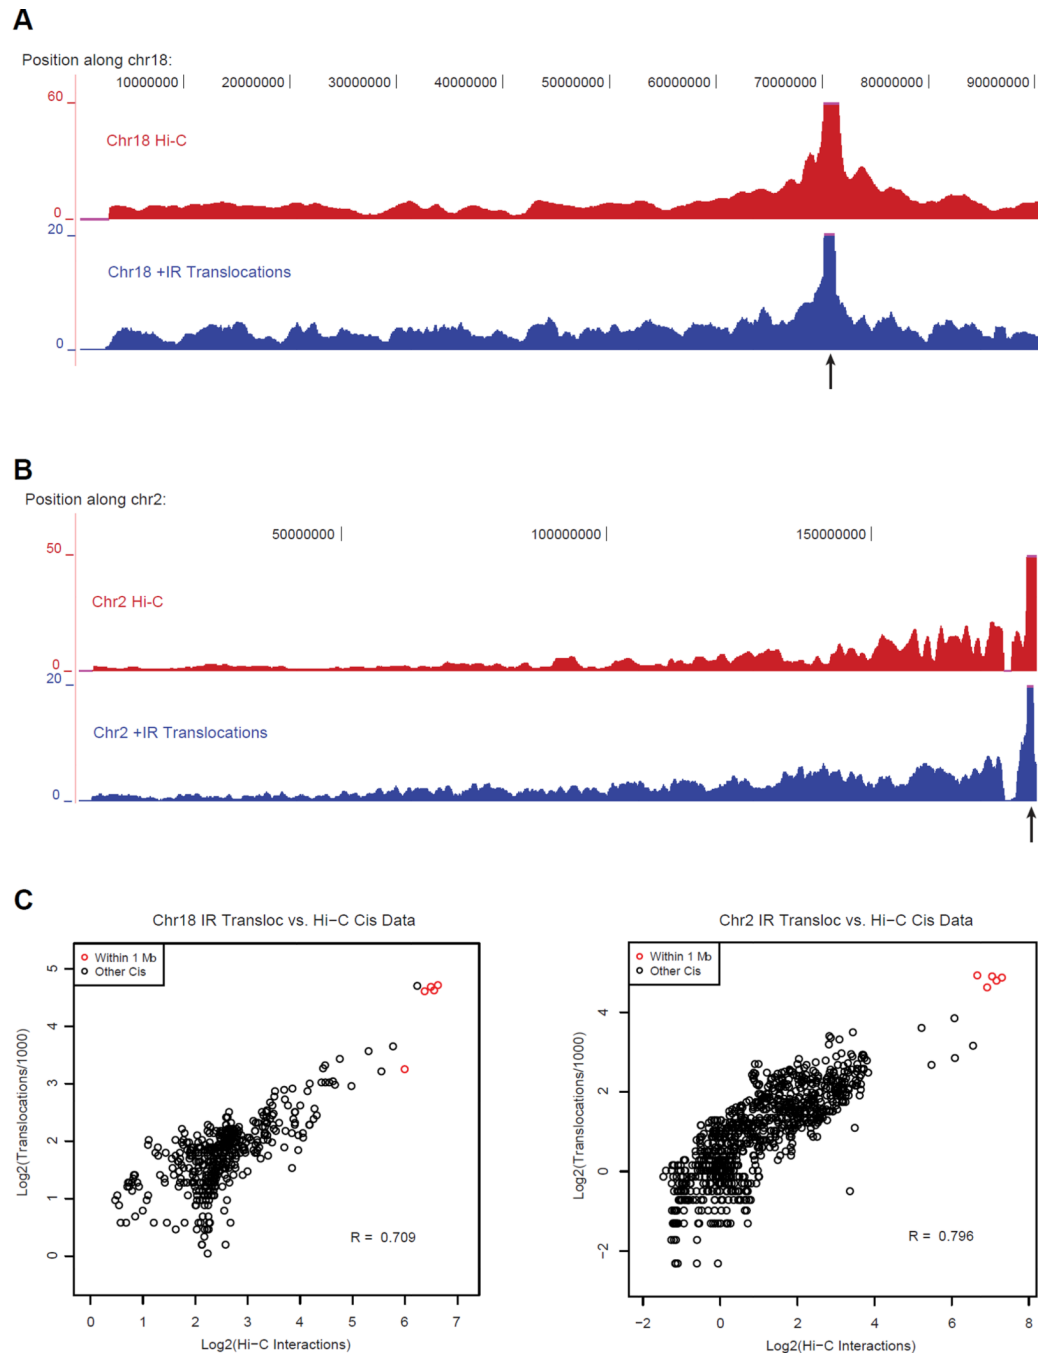 A
Position along chr18:
10000000 20000000 30000000 40000000 50000000 60000000 70000000 80000000 90000000
60
Chr18 Hi-C
0
20
Chr18 +IR Translocations
0
B
Position along chr2:
50000000 100000000 150000000
50
Chr2 Hi-C
0
20
Chr2 +IR Translocations
0
C
Chr18 IR Transloc vs. Hi−C Cis Data
Within 1 Mb
Other Cis
5
4
3
2
1
0
Log2(Translocations/1000)
R = 0.709
0 1 2 3 4 5 6 7
Log2(Hi−C Interactions)
Chr2 IR Transloc vs. Hi−C Cis Data
Within 1 Mb
Other Cis
4
2
0
−2
Log2(Translocations/1000)
R = 0.796
−2 0 2 4 6 8
Log2(Hi−C Interactions)